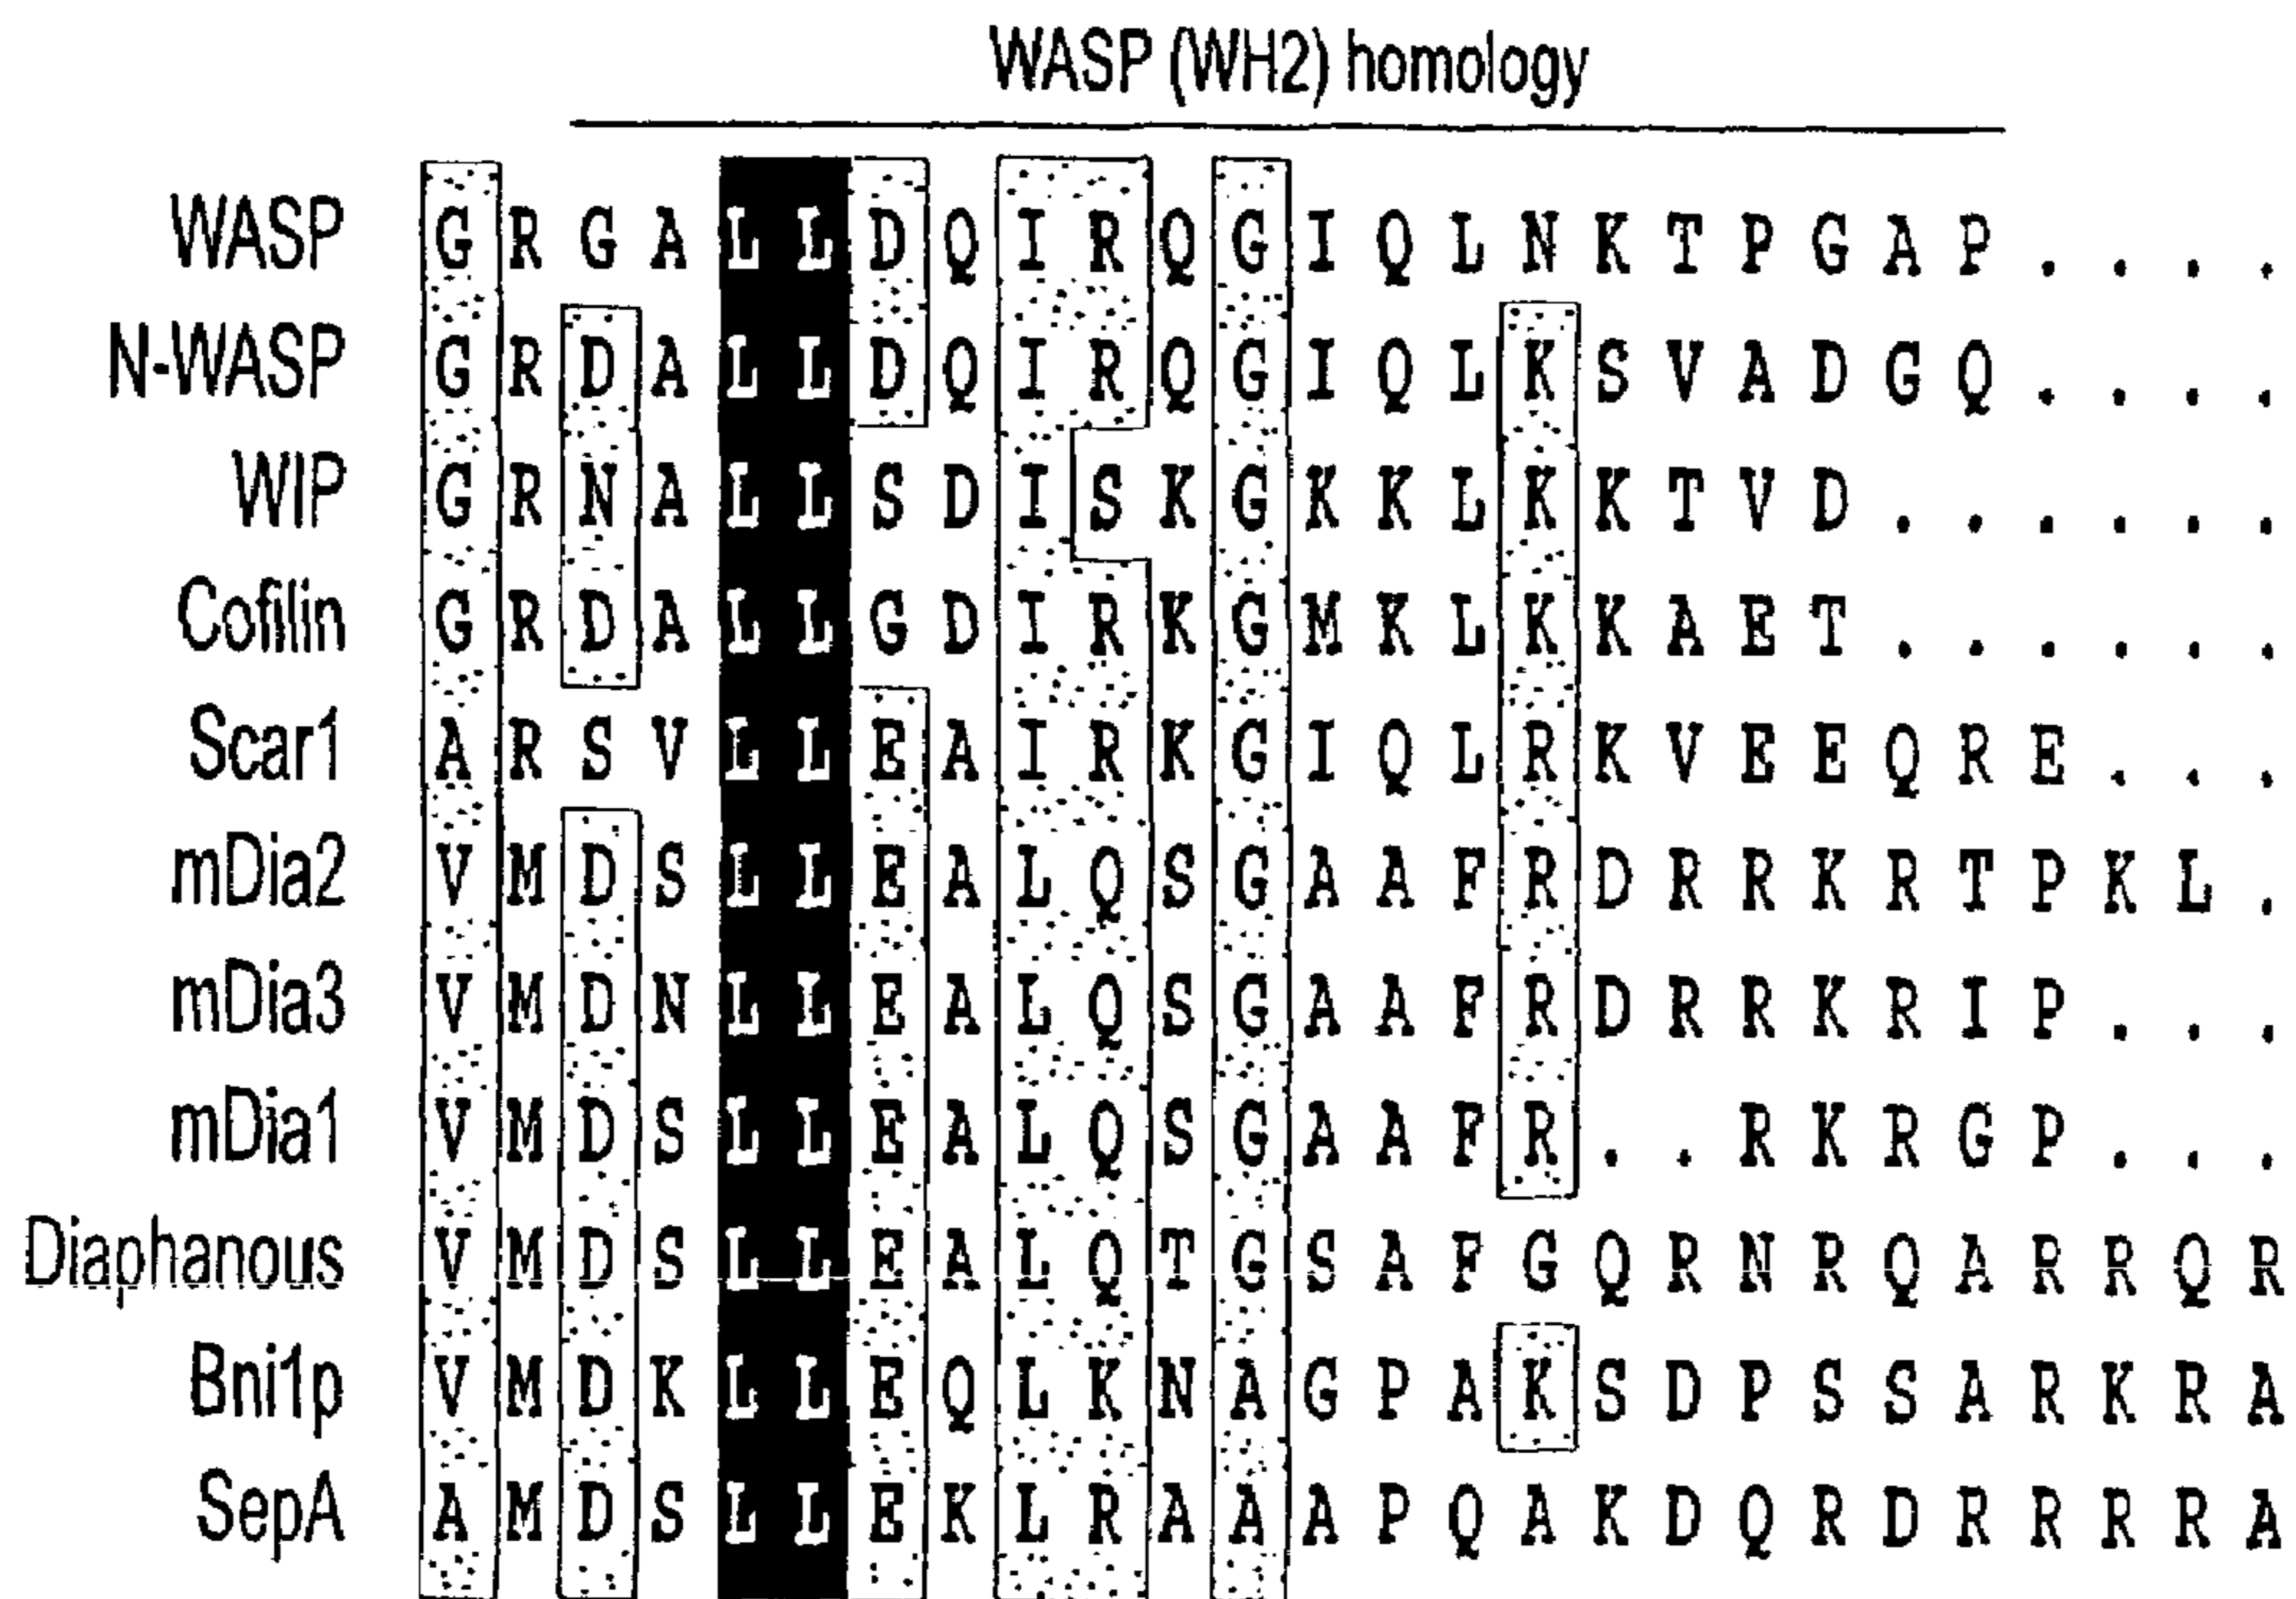 WASP (WH2) homology
WASP G R G A L L D Q I R Q G I Q L N K T P G A P . . . .
N-WASP G R D A L L D Q I R Q G I Q L K S V A D G Q . . . .
WIP G R N A L L S D I S K G K K L K K T V D . . . . . .
Cofilin G R D A L L G D I R K G M K L K K A E T . . . . . .
Scar1 A R S V L L E A I R K G I Q L R K V E E Q R E . . .
mDia2 V M D S L L E A L Q S G A A F R D R R K R T P K L .
mDia3 V M D N L L E A L Q S G A A F R D R R K R I P . . .
mDia1 V M D S L L E A L Q S G A A F R . . R K R G P . . .
Diaphanous V M D S L L E A L Q T G S A F G Q R N R Q A R R Q R
Bni1p V M D K L L E Q L K N A G P A K S D P S S A R K R A
SepA A M D S L L E K L R A A A P Q A K D Q R D R R R R A